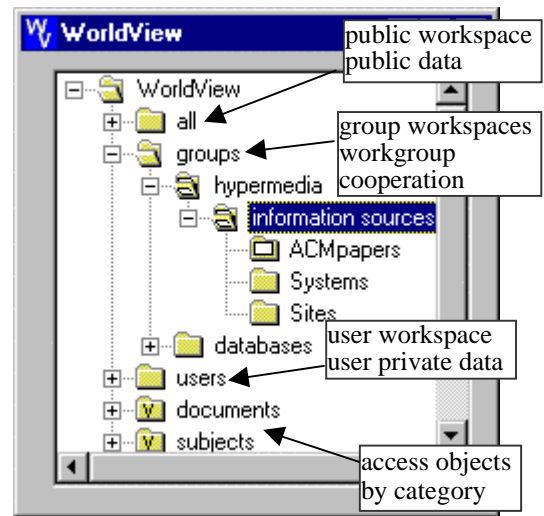 WV WorldView
public workspace
public data
WorldView
all
group workspaces
workgroup
cooperation
groups
hypermedia
information sources
ACMpapers
Systems
Sites
user workspace
user private data
databases
users
V documents
V subjects
access objects
by category